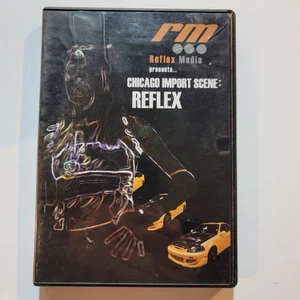 rm
Reflex Media
presents...
CHICAGO IMPORT SCENE:
REFLEX